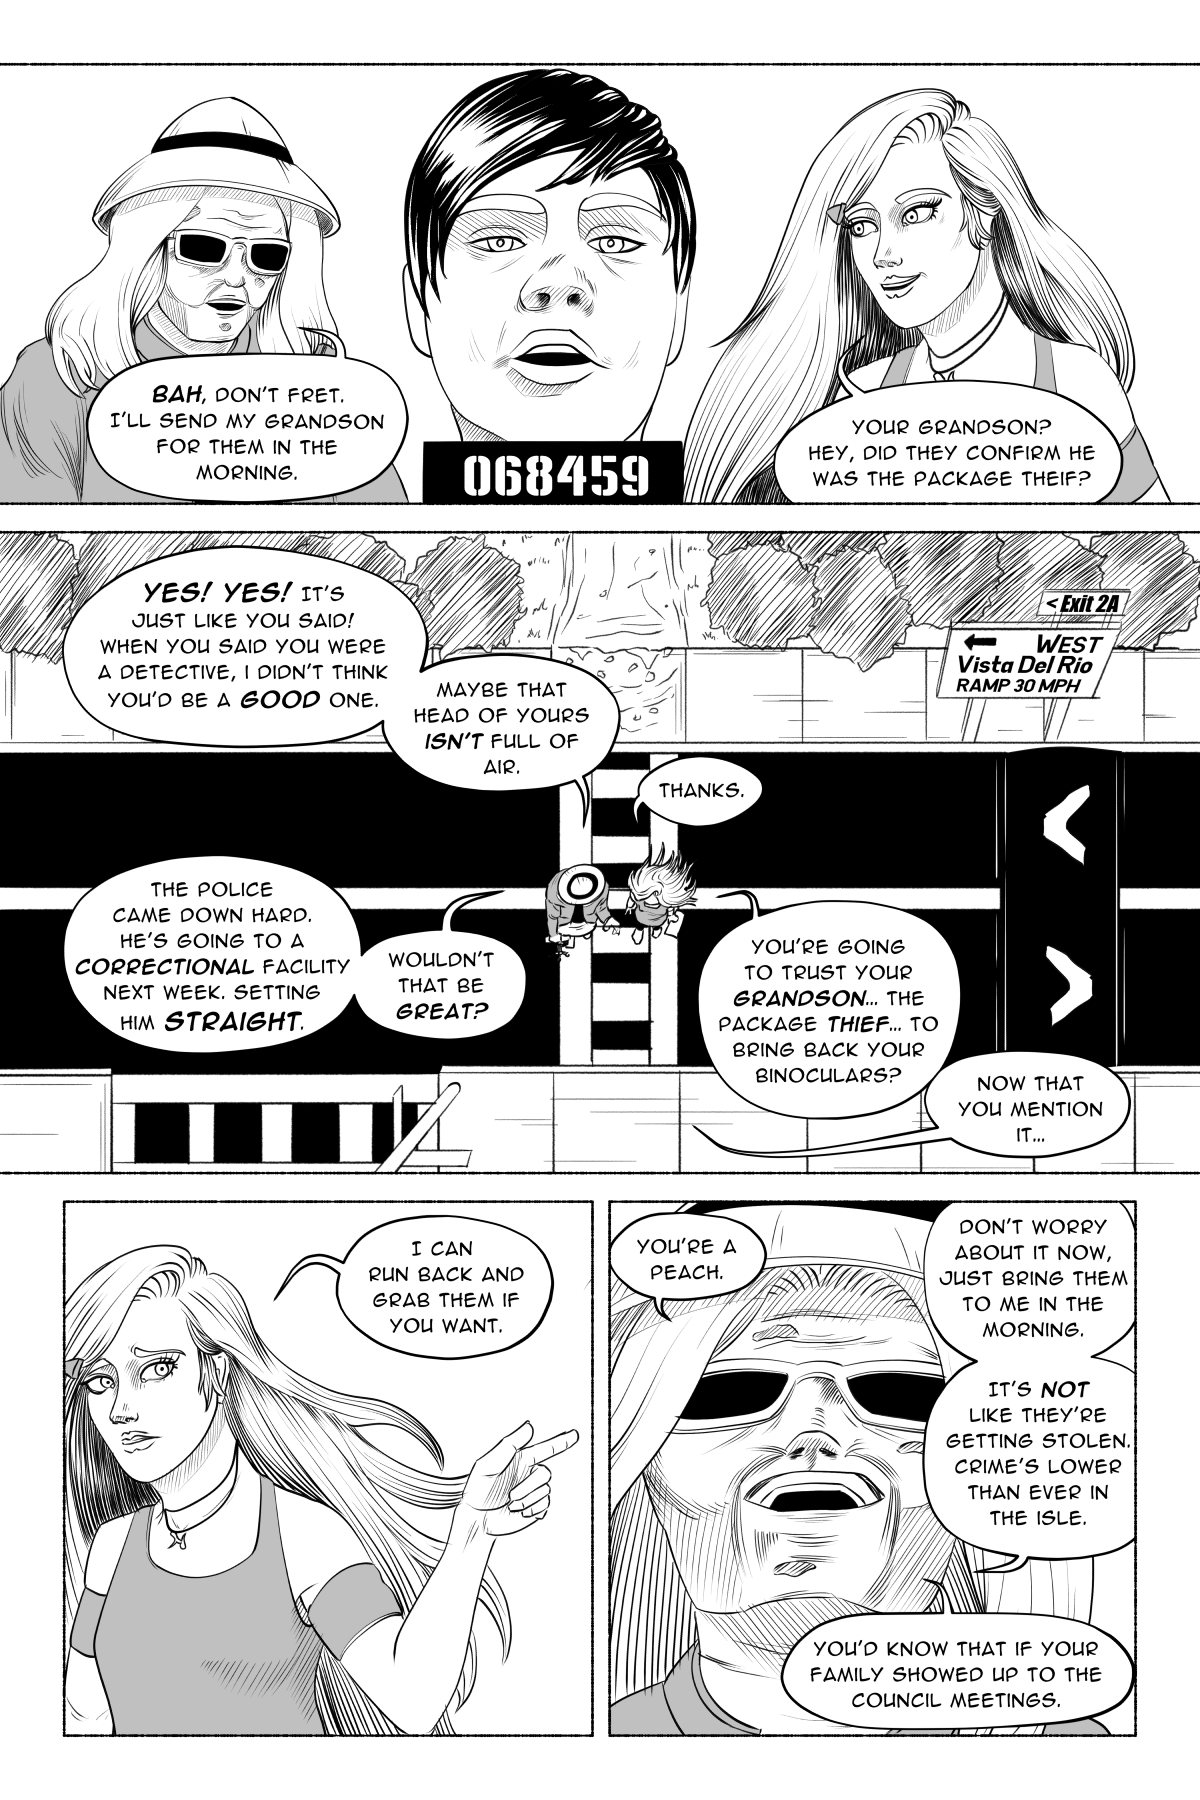 BAH, DON'T FRET.
I'LL SEND MY GRANDSON
FOR THEM IN THE
MORNING.
068459
YOUR GRANDSON?
HEY, DID THEY CONFIRM HE
WAS THE PACKAGE THEIF?
YES! YES! IT'S
JUST LIKE YOU SAID!
WHEN YOU SAID YOU WERE
A DETECTIVE, I DIDN'T THINK
YOU'D BE A GOOD ONE.
MAYBE THAT
HEAD OF YOURS
ISN'T FULL OF
AIR.
THANKS.
< Exit 2A
WEST
Vista Del Rio
RAMP 30 MPH
THE POLICE
CAME DOWN HARD.
HE'S GOING TO A
CORRECTIONAL FACILITY
NEXT WEEK. SETTING
HIM STRAIGHT.
WOULDN'T
THAT BE
GREAT?
YOU'RE GOING
TO TRUST YOUR
GRANDSON... THE
PACKAGE THIEF... TO
BRING BACK YOUR
BINOCULARS?
NOW THAT
YOU MENTION
IT...
I CAN
RUN BACK AND
GRAB THEM IF
YOU WANT.
YOU'RE A
PEACH.
DON'T WORRY
ABOUT IT NOW,
JUST BRING THEM
TO ME IN THE
MORNING.
IT'S NOT
LIKE THEY'RE
GETTING STOLEN.
CRIME'S LOWER
THAN EVER IN
THE ISLE.
YOU'D KNOW THAT IF YOUR
FAMILY SHOWED UP TO THE
COUNCIL MEETINGS.